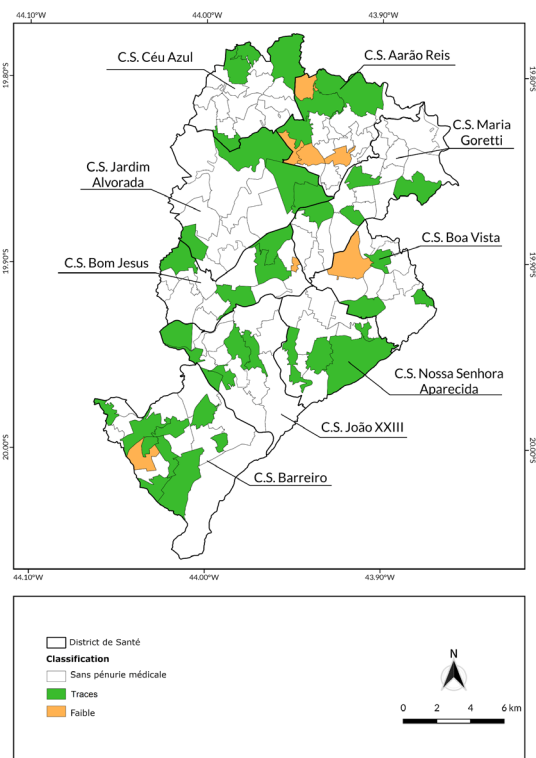 44.10°W 44.00°W 43.90°W
19.80°S 19.80°S
C.S. Céu Azul
C.S. Aarão Reis
C.S. Maria
Goretti
C.S. Jardim
Alvorada
C.S. Boa Vista
C.S. Bom Jesus
19.90°S 19.90°S
C.S. Nossa Senhora
Aparecida
C.S. João XXIII
20.00°S 20.00°S
C.S. Barreiro
44.10°W 44.00°W 43.90°W
District de Santé
Classification
Sans pénurie médicale
Traces
Faible
N
0 2 4 6 km